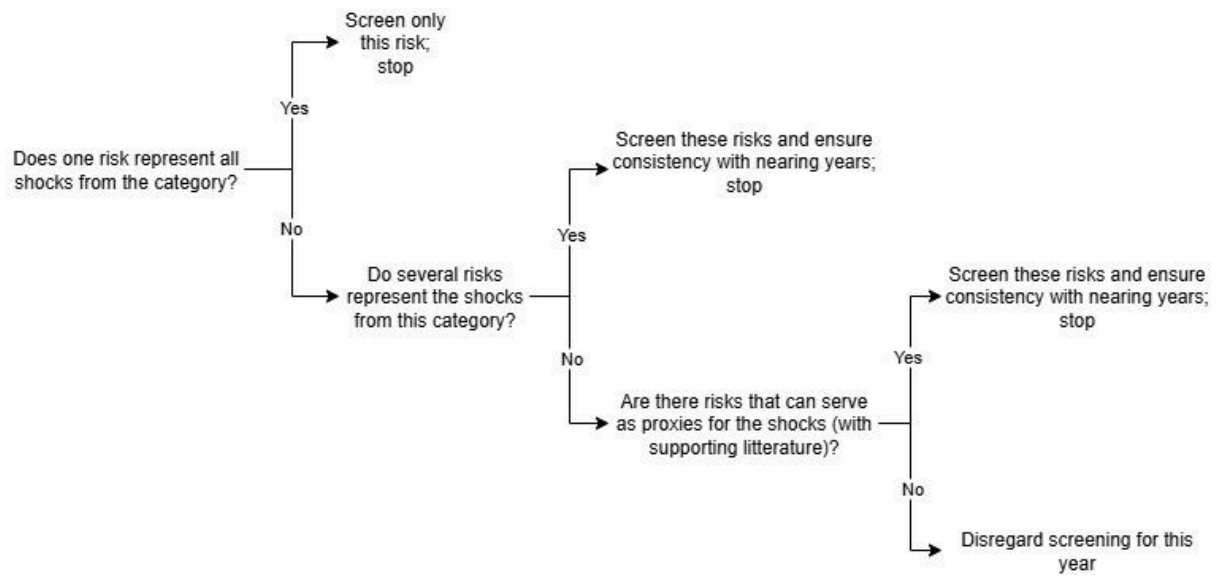 Screen only
this risk;
stop
Yes
Does one risk represent all
shocks from the category?
No
Screen these risks and ensure
consistency with nearing years;
stop
Yes
Do several risks
represent the shocks
from this category?
No
Screen these risks and ensure
consistency with nearing years;
stop
Yes
Are there risks that can serve
as proxies for the shocks (with
supporting litterature)?
No
Disregard screening for this
year